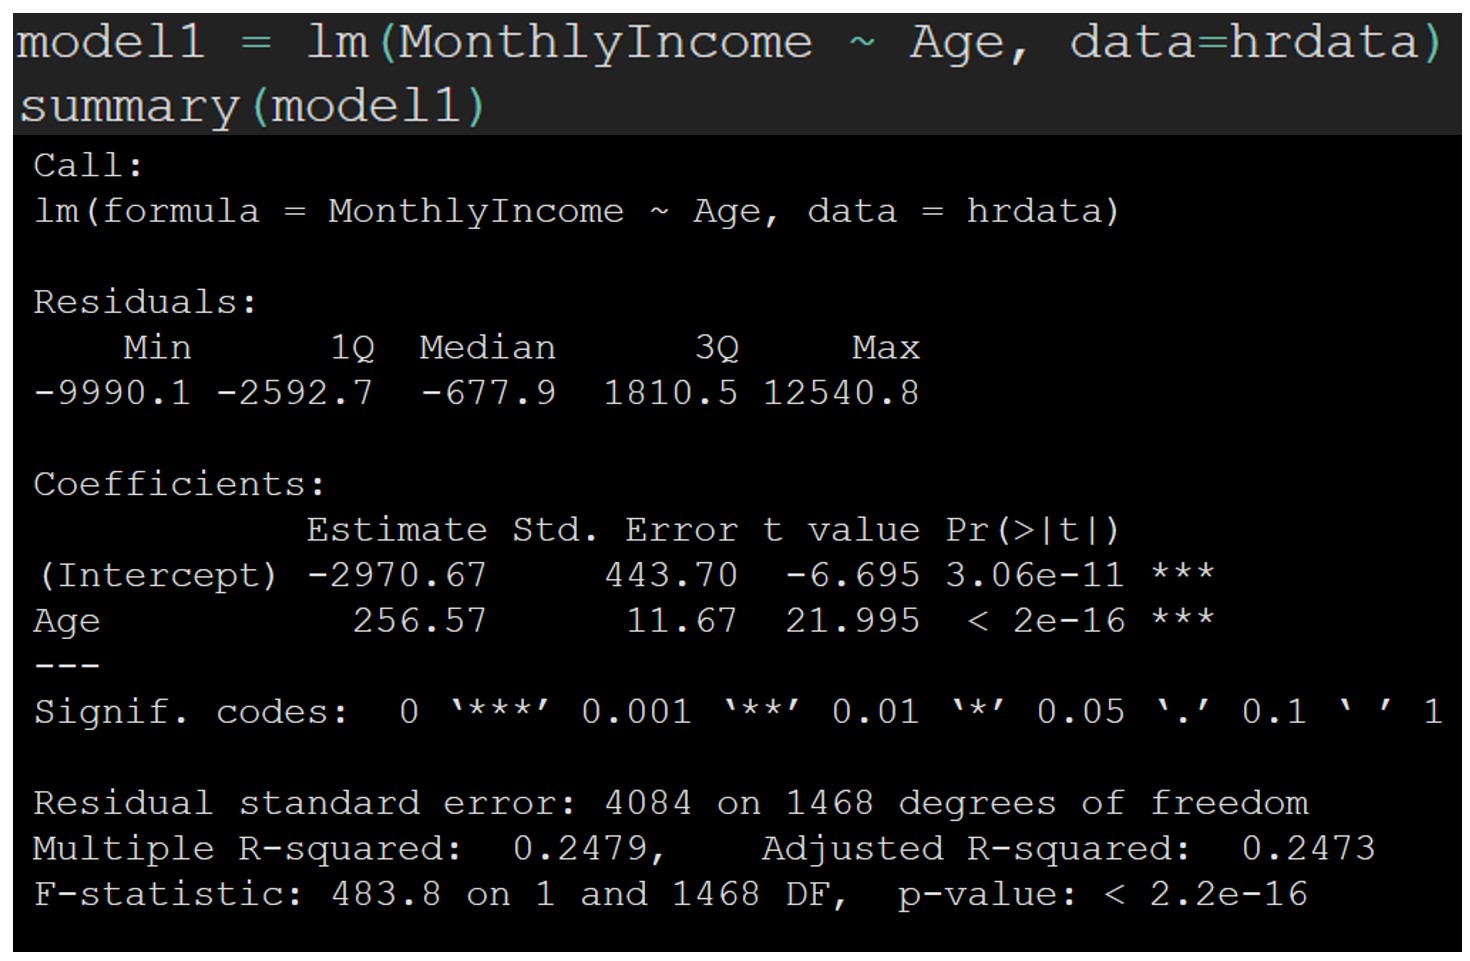 model1 = lm(MonthlyIncome ~ Age, data=hrdata)
summary(model1)
Call:
lm(formula = MonthlyIncome ~ Age, data = hrdata)
Residuals:
    Min      1Q  Median      3Q     Max
-9990.1 -2592.7  -677.9  1810.5 12540.8
Coefficients:
            Estimate Std. Error t value Pr(>|t|)
(Intercept) -2970.67     443.70  -6.695 3.06e-11 ***
Age           256.57      11.67  21.995  < 2e-16 ***
---
Signif. codes:  0 ‘***’ 0.001 ‘**’ 0.01 ‘*’ 0.05 ‘.’ 0.1 ‘ ’ 1
Residual standard error: 4084 on 1468 degrees of freedom
Multiple R-squared:  0.2479,    Adjusted R-squared:  0.2473
F-statistic: 483.8 on 1 and 1468 DF,  p-value: < 2.2e-16